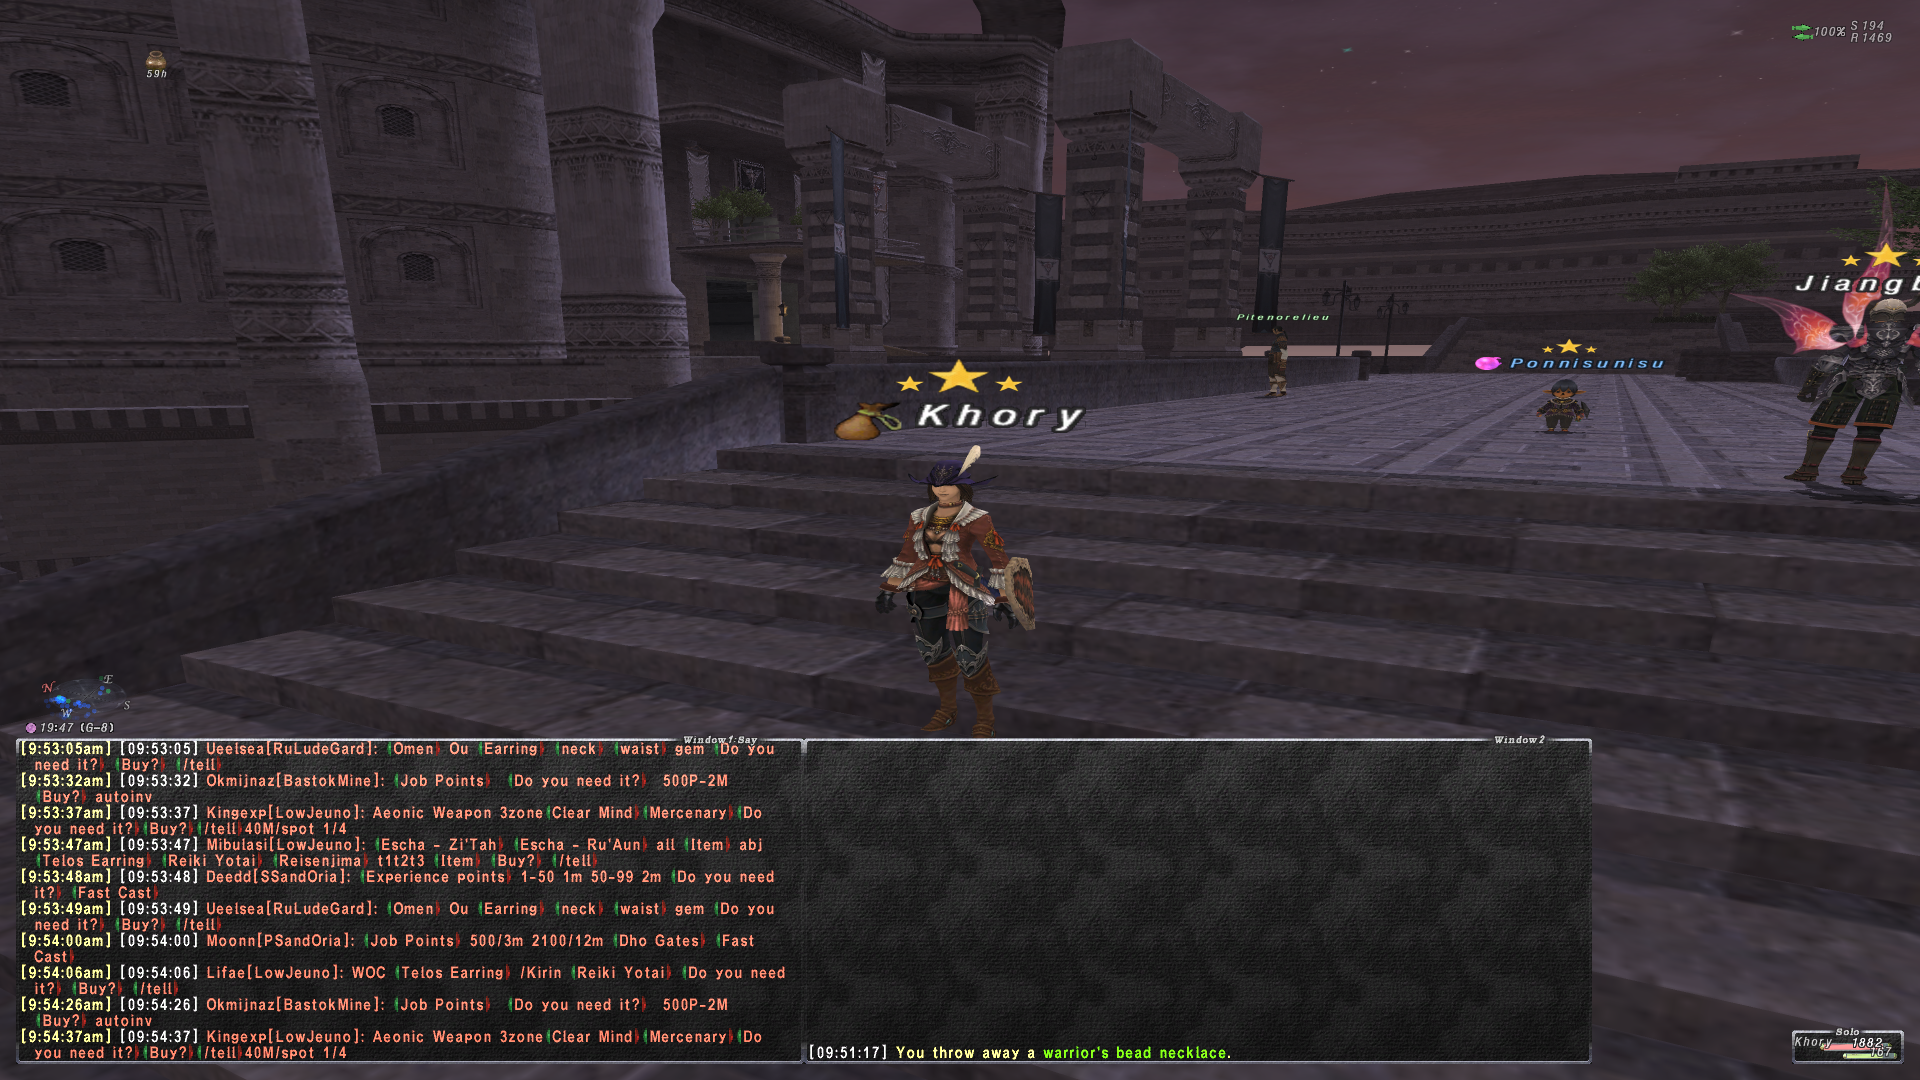 59h
100%
S 194
R 1469
Jiangb
Pitenorelieu
Ponnisunisu
Khory
N E
W S
19:47 (G-8)
Window 1: Say
Window 2
[9:53:05am] [09:53:05] Ueelsea[RuLudeGard]: Omen Ou Earring neck waist gem Do you
need it? Buy? /tell
[9:53:32am] [09:53:32] Okmijnaz[BastokMine]: Job Points Do you need it? 500P-2M
Buy? autoinv
[9:53:37am] [09:53:37] Kingexp[LowJeuno]: Aeonic Weapon 3zone Clear Mind Mercenary Do
you need it? Buy? /tell 40M/spot 1/4
[9:53:47am] [09:53:47] Mibulasi[LowJeuno]: Escha - Zi'Tah Escha - Ru'Aun all Item abj
Telos Earring Reiki Yotai Reisenjima t1t2t3 Item Buy? /tell
[9:53:48am] [09:53:48] Deedd[SSandOria]: Experience points 1-50 1m 50-99 2m Do you need
it? Fast Cast
[9:53:49am] [09:53:49] Ueelsea[RuLudeGard]: Omen Ou Earring neck waist gem Do you
need it? Buy? /tell
[9:54:00am] [09:54:00] Moonn[PSandOria]: Job Points 500/3m 2100/12m Dho Gates Fast
Cast
[9:54:06am] [09:54:06] Lifae[LowJeuno]: WOC Telos Earring /Kirin Reiki Yotai Do you need
it? Buy? /tell
[9:54:26am] [09:54:26] Okmijnaz[BastokMine]: Job Points Do you need it? 500P-2M
Buy? autoinv
[9:54:37am] [09:54:37] Kingexp[LowJeuno]: Aeonic Weapon 3zone Clear Mind Mercenary Do
you need it? Buy? /tell 40M/spot 1/4
[09:51:17] You throw away a warrior's bead necklace.
Solo
Khory 1882
167